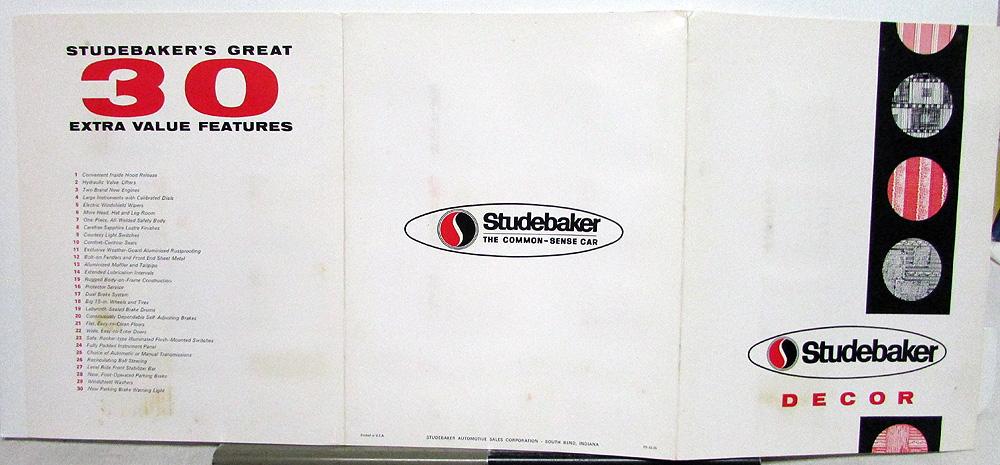 STUDEBAKER'S GREAT
30
EXTRA VALUE FEATURES
1 Convenient Inside Hood Release
2 Hydraulic Valve Lifters
3 Two Brand New Engines
4 Large Instruments with Calibrated Dials
5 Electric Windshield Wipers
6 More Head, Hat and Leg Room
7 One-Piece, All-Welded Safety Body
8 Carefree Sapphire Lustre Finishes
9 Courtesy Light Switches
10 Comfort-Contour Seats
11 Exclusive Weather-Guard Aluminized Rustproofing
12 Bolt-on Fenders and Front End Sheet Metal
13 Aluminized Muffler and Tailpipe
14 Extended Lubrication Intervals
15 Rugged Body-on-Frame Construction
16 Protector Service
17 Dual Brake System
18 Big 15-in. Wheels and Tires
19 Labyrinth-Sealed Brake Drums
20 Continuously Dependable Self-Adjusting Brakes
21 Flat, Easy-to-Clean Floors
22 Wide, Easy-to-Enter Doors
23 Safe, Rocker-type Illuminated Flush-Mounted Switches
24 Fully Padded Instrument Panel
25 Choice of Automatic or Manual Transmissions
26 Recirculating Ball Steering
27 Level Ride Front Stabilizer Bar
28 New, Foot-Operated Parking Brake
29 Windshield Washers
30 New Parking Brake Warning Light
Studebaker
THE COMMON-SENSE CAR
Printed in U.S.A.
STUDEBAKER AUTOMOTIVE SALES CORPORATION - SOUTH BEND, INDIANA
Studebaker
DECOR